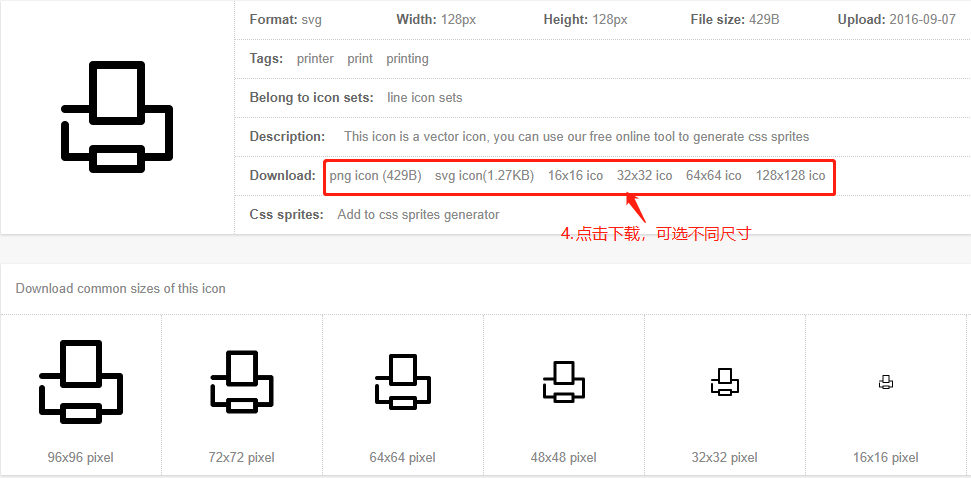 Format: svg Width: 128px Height: 128px File size: 429B Upload: 2016-09-07
Tags: printer print printing
Belong to icon sets: line icon sets
Description: This icon is a vector icon, you can use our free online tool to generate css sprites
Download: png icon (429B) svg icon(1.27KB) 16x16 ico 32x32 ico 64x64 ico 128x128 ico
Css sprites: Add to css sprites generator
4.点击下载，可选不同尺寸
Download common sizes of this icon
96x96 pixel 72x72 pixel 64x64 pixel 48x48 pixel 32x32 pixel 16x16 pixel